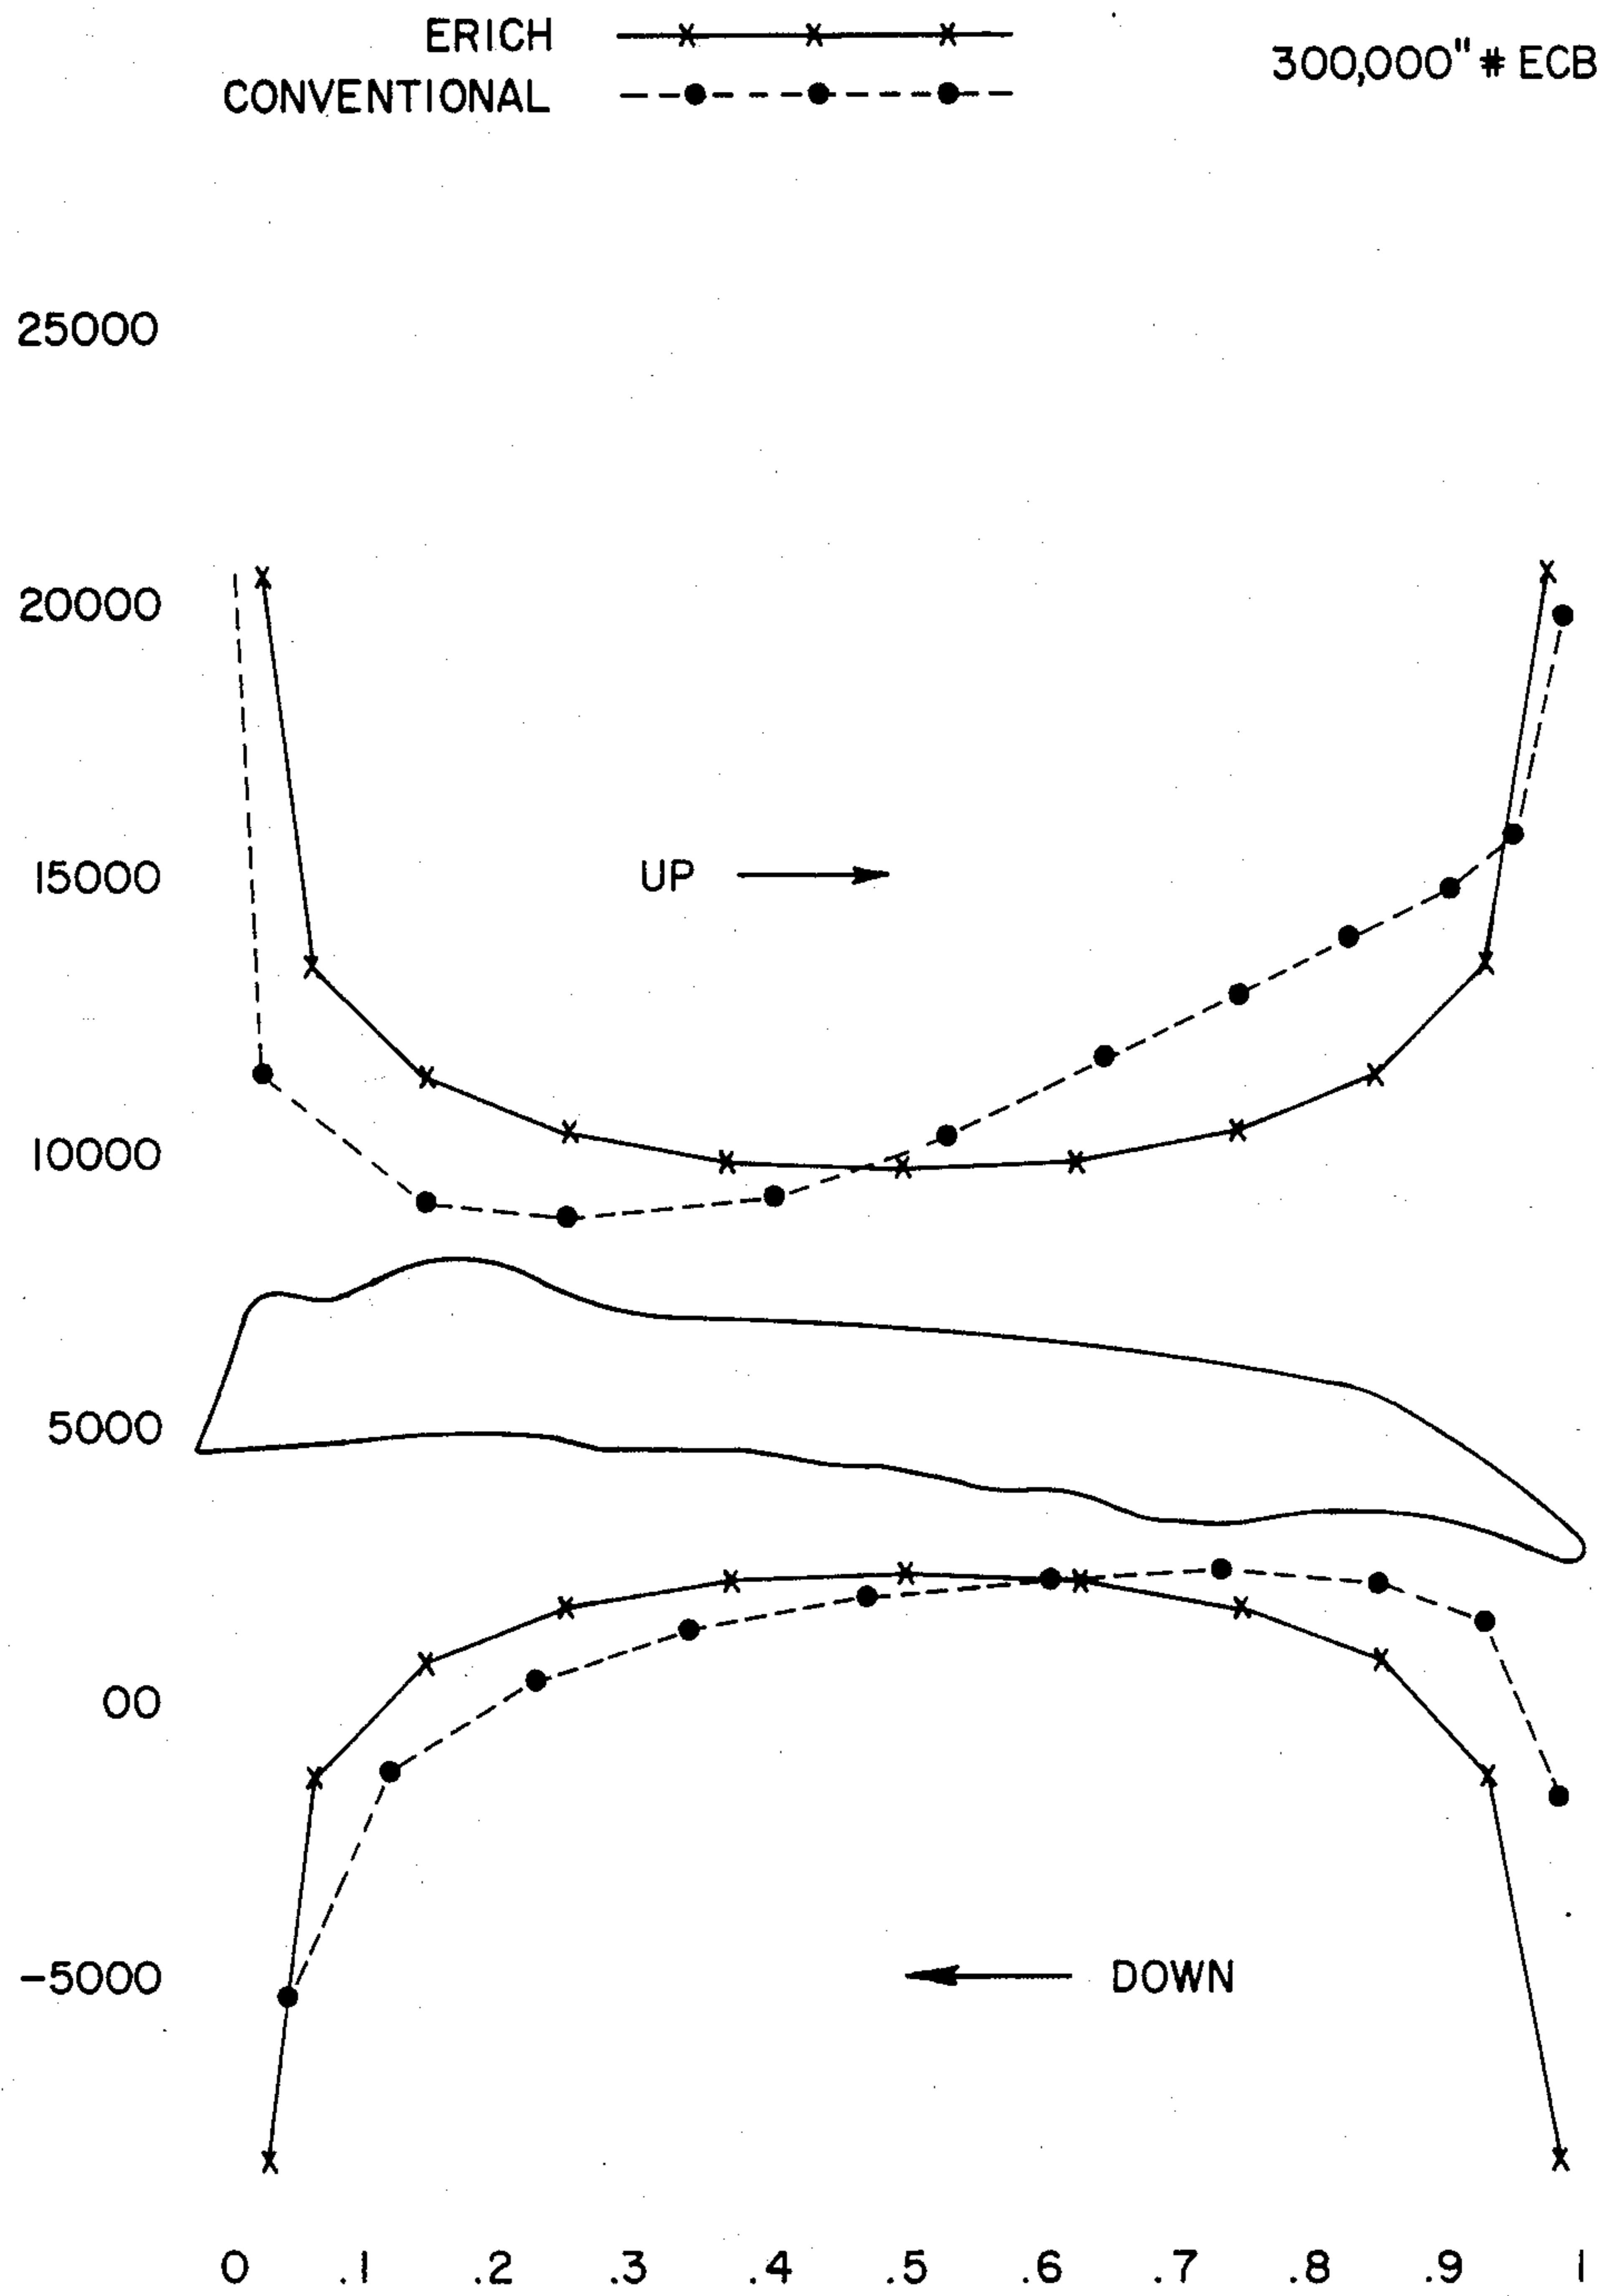 ERICH
CONVENTIONAL
300,000" # ECB
25000
20000
15000
UP
10000
5000
00
-5000
DOWN
0 .1 .2 .3 .4 .5 .6 .7 .8 .9 1